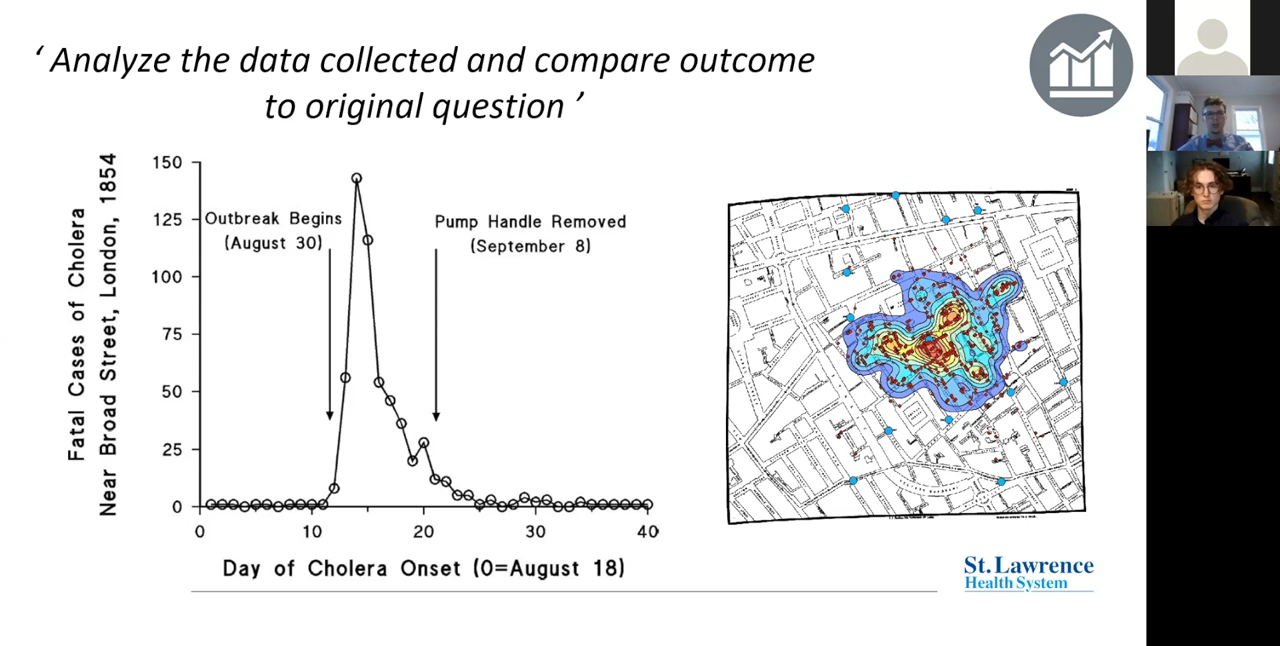 ‘ Analyze the data collected and compare outcome
to original question ’
Fatal Cases of Cholera
Near Broad Street, London, 1854
150
125
100
75
50
25
0
Outbreak Begins
(August 30)
Pump Handle Removed
(September 8)
0
10
20
30
40
Day of Cholera Onset (0=August 18)
St. Lawrence
Health System